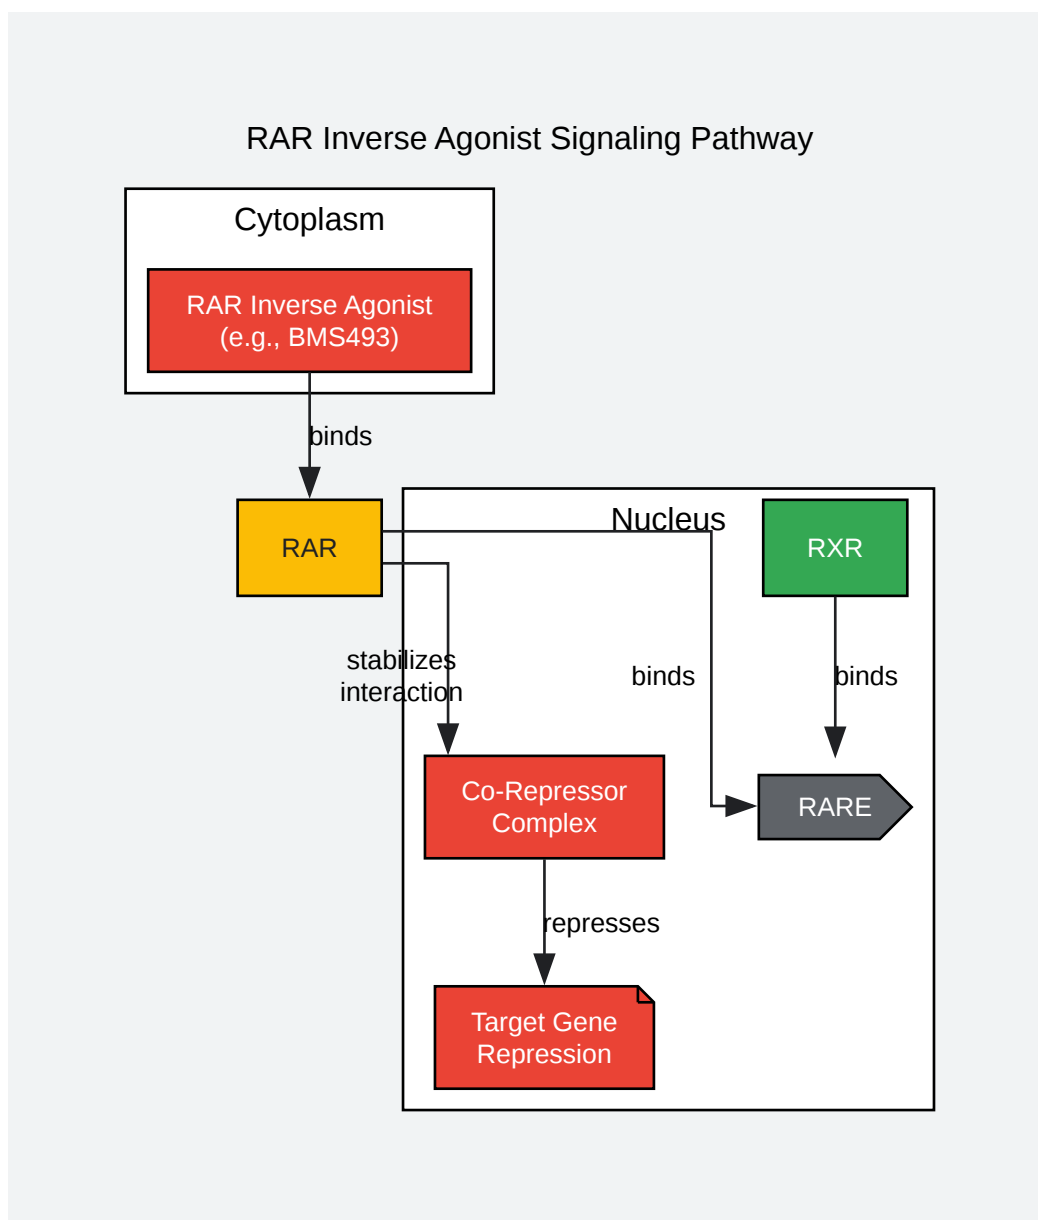 RAR Inverse Agonist Signaling Pathway
Cytoplasm
RAR Inverse Agonist
(e.g., BMS493)
binds
RAR
Nucleus
RXR
stabilizes
interaction
binds
binds
Co-Repressor
Complex
RARE
represses
Target Gene
Repression